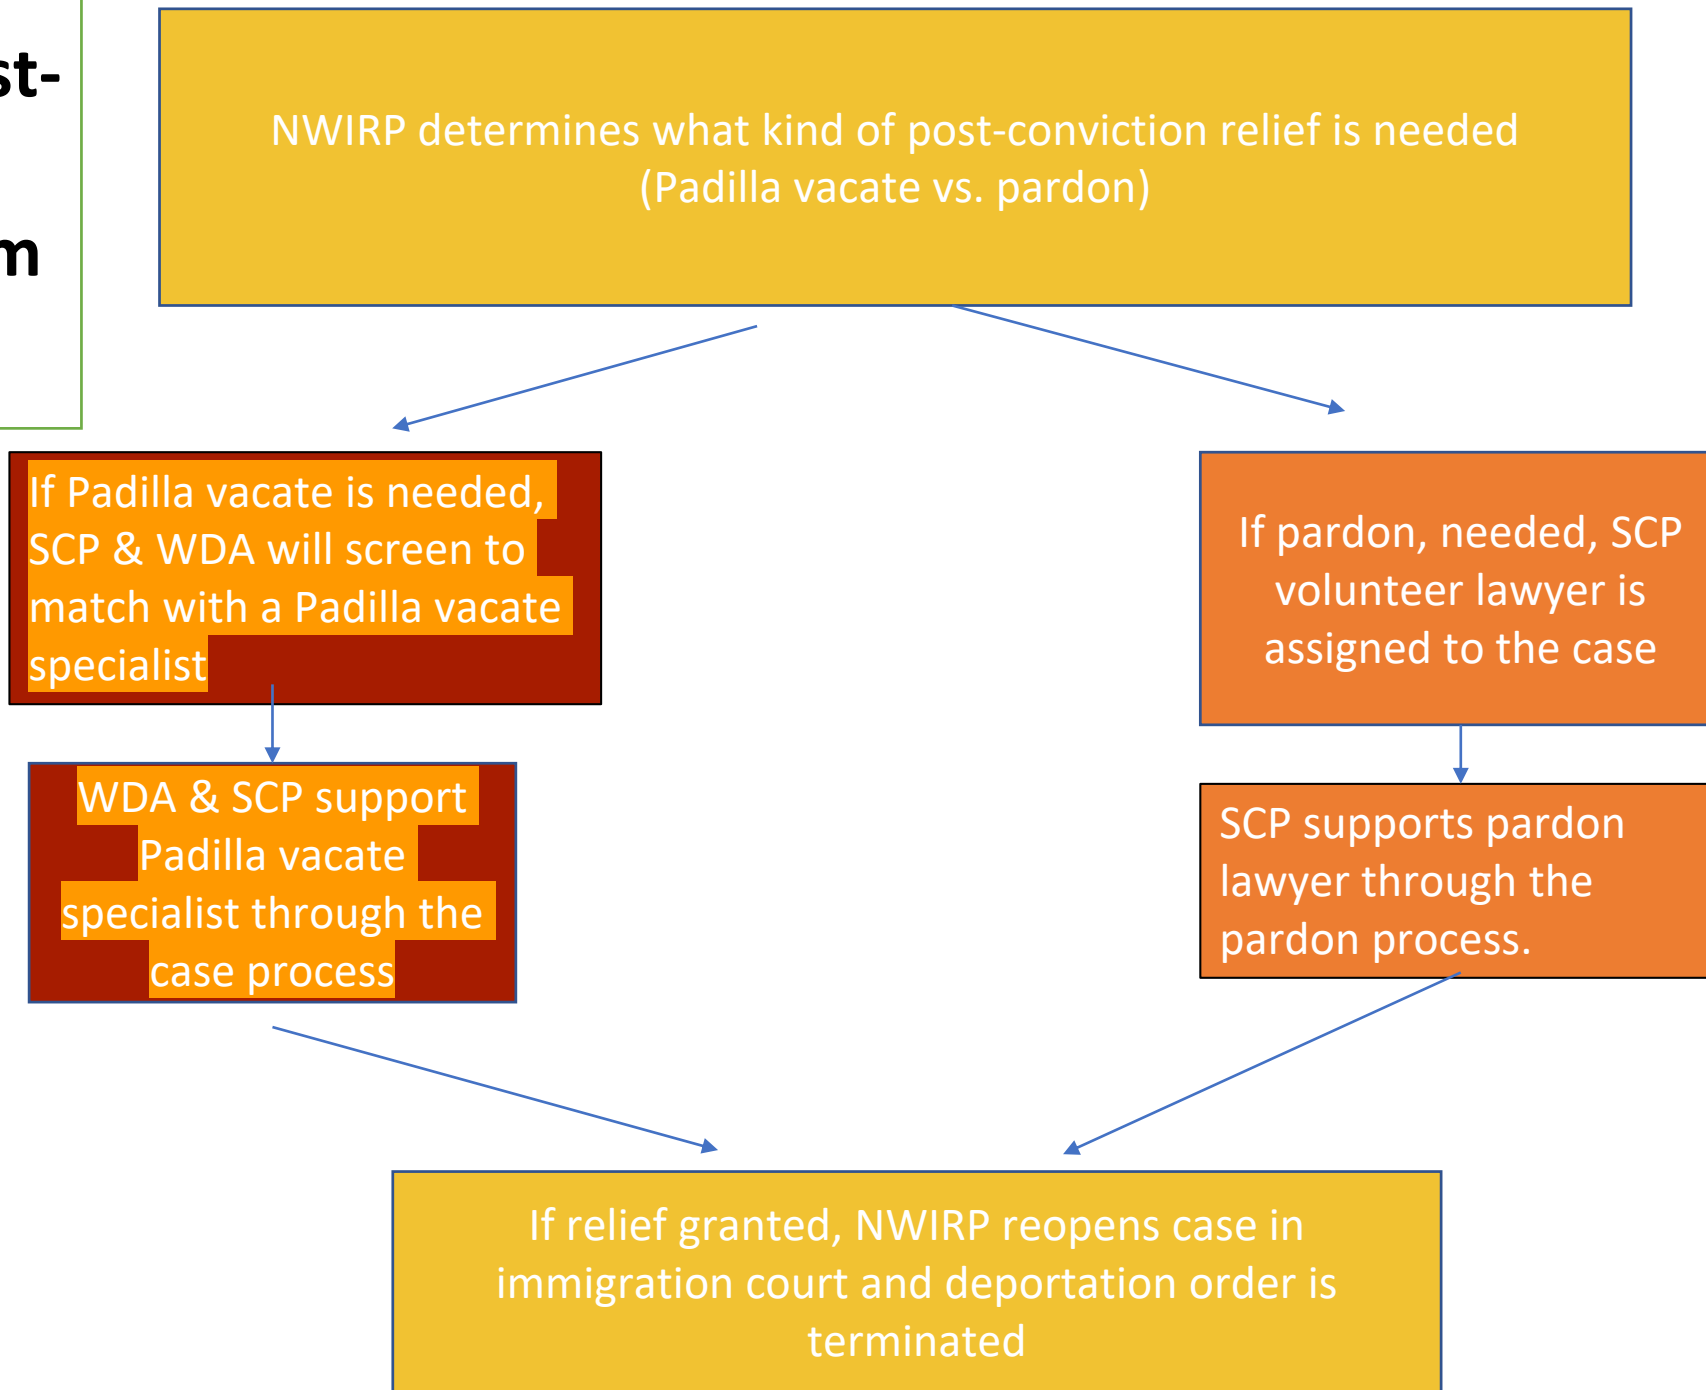 st-
m
NWIRP determines what kind of post-conviction relief is needed
(Padilla vacate vs. pardon)
If Padilla vacate is needed,
SCP & WDA will screen to
match with a Padilla vacate
specialist
If pardon, needed, SCP
volunteer lawyer is
assigned to the case
WDA & SCP support
Padilla vacate
specialist through the
case process
SCP supports pardon
lawyer through the
pardon process.
If relief granted, NWIRP reopens case in
immigration court and deportation order is
terminated